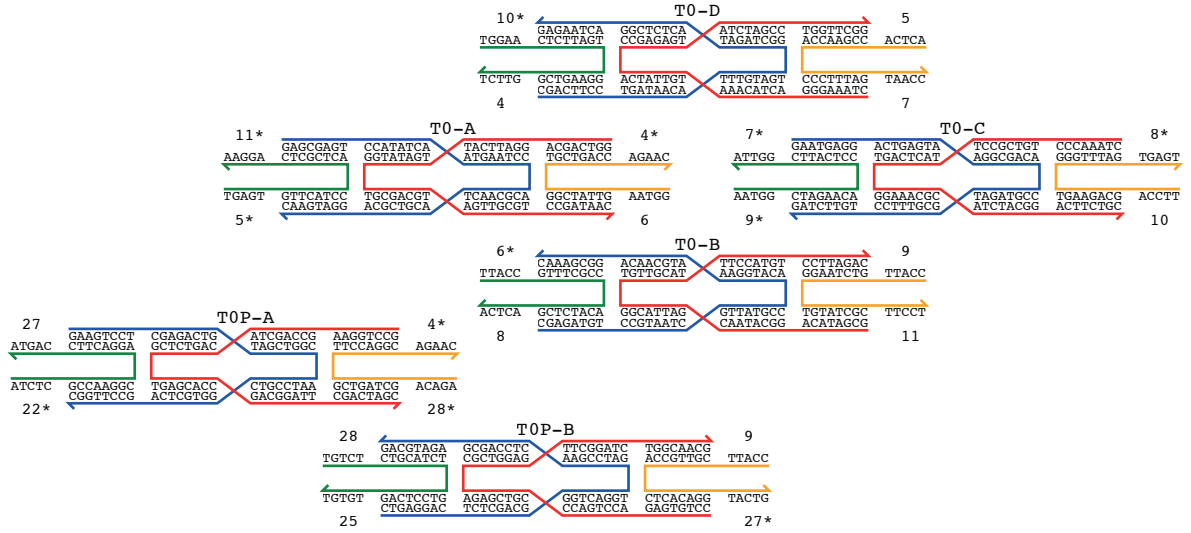 T0-D
10* 5
GAGAATCA GGCTCTCA ATCTAGCC TGGTTCGG
TGGAA CTCTTAGT CCGAGAGT TAGATCGG ACCAAGCC ACTCA
TCTTG GCTGAAGG ACTATTGT TTTGTAGT CCCTTTAG TAACC
CGACTTCC TGATAACA AAACATCA GGGAAATC
4 7
T0-A
11* 4*
GAGCGAGT CCATATCA TACTTAGG ACGACTGG
AAGGA CTCGCTCA GGTATAGT ATGAATCC TGCTGACC AGAAC
TGAGT GTTCATCC TGCGACGT TCAACGCA GGCTATTG AATGG
CAAGTAGG ACGCTGCA AGTTGCGT CCGATAAC
5* 6
T0-C
7* 8*
GAATGAGG ACTGAGTA TCCGCTGT CCCAAATC
ATTGG CTTACTCC TGACTCAT AGGCGACA GGGTTTAG TGAGT
AATGG CTAGAACA GGAAACGC TAGATGCC TGAAGACG ACCTT
GATCTTGT CCTTTGCG ATCTACGG ACTTCTGC
9* 10
T0-B
6* 9
CAAAGCGG ACAACGTA TTCCATGT CCTTAGAC
TTACC GTTTCGCC TGTTGCAT AAGGTACA GGAATCTG TTACC
ACTCA GCTCTACA GGCATTAG GTTATGCC TGTATCGC TTCCT
CGAGATGT CCGTAATC CAATACGG ACATAGCG
8 11
T0P-A
27 4*
GAAGTCCT CGAGACTG ATCGACCG AAGGTCCG
ATGAC CTTCAGGA GCTCTGAC TAGCTGGC TTCCAGGC AGAAC
ATCTC GCCAAGGC TGAGCACC CTGCCTAA GCTGATCG ACAGA
CGGTTCCG ACTCGTGG GACGGATT CGACTAGC
22* 28*
T0P-B
28 9
GACGTAGA GCGACCTC TTCGGATC TGGCAACG
TGTCT CTGCATCT CGCTGGAG AAGCCTAG ACCGTTGC TTACC
TGTGT GACTCCTG AGAGCTGC GGTCAGGT CTCACAGG TACTG
CTGAGGAC TCTCGACG CCAGTCCA GAGTGTCC
25 27*